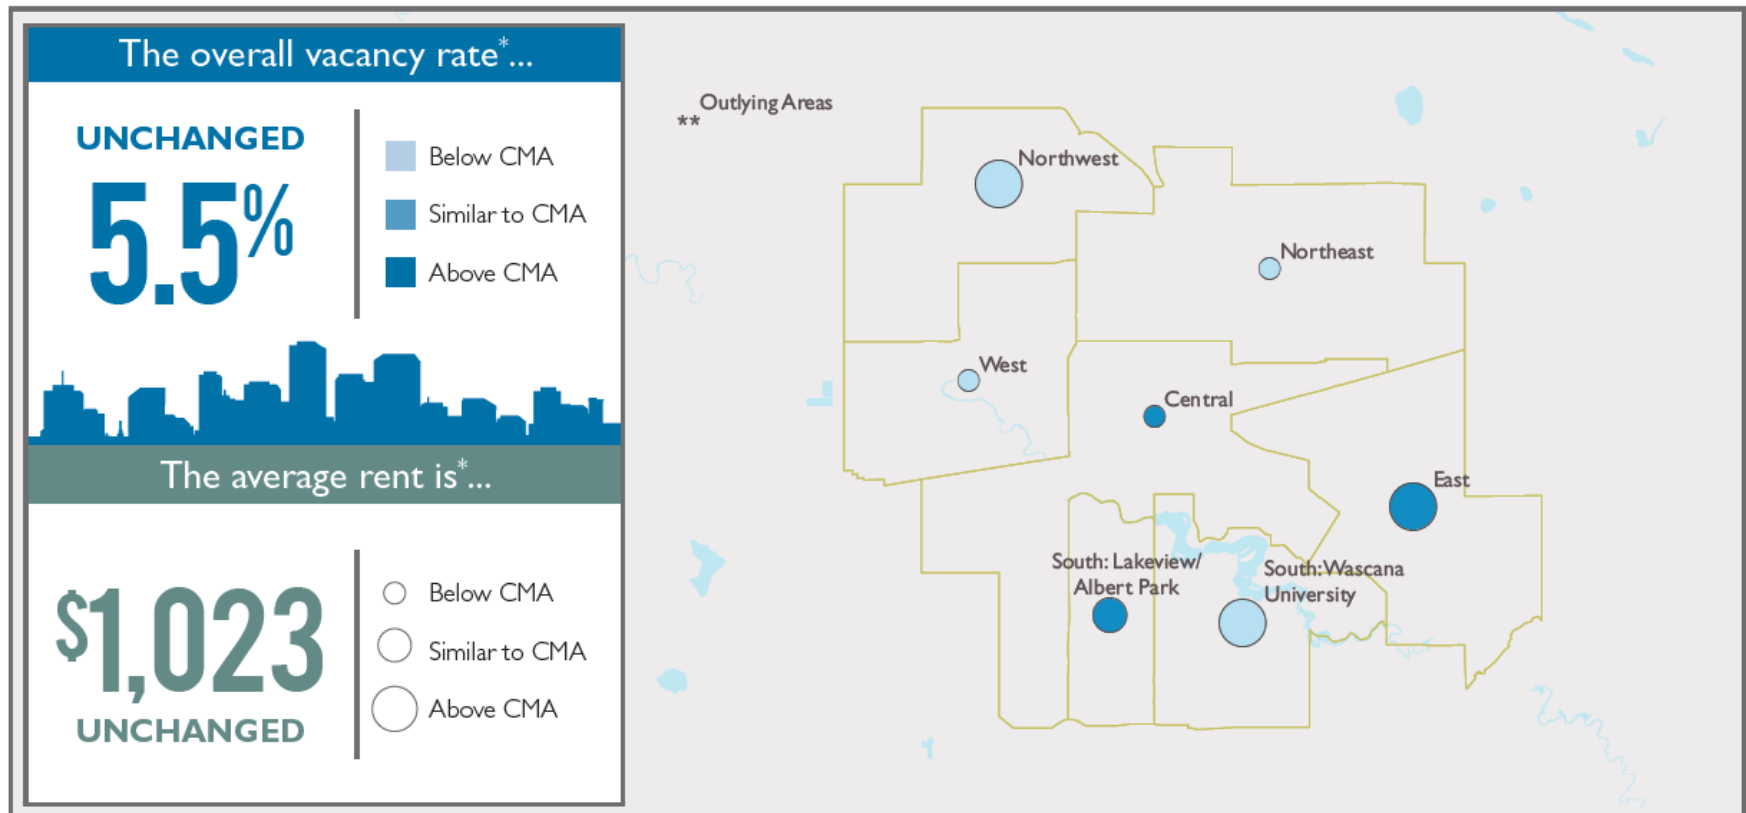 The overall vacancy rate*...
UNCHANGED
5.5%
Below CMA
Similar to CMA
Above CMA
The average rent is*...
$1,023
UNCHANGED
Below CMA
Similar to CMA
Above CMA
Outlying Areas
**
Northwest
Northeast
West
Central
East
South: Lakeview/
Albert Park
South: Wascana
University